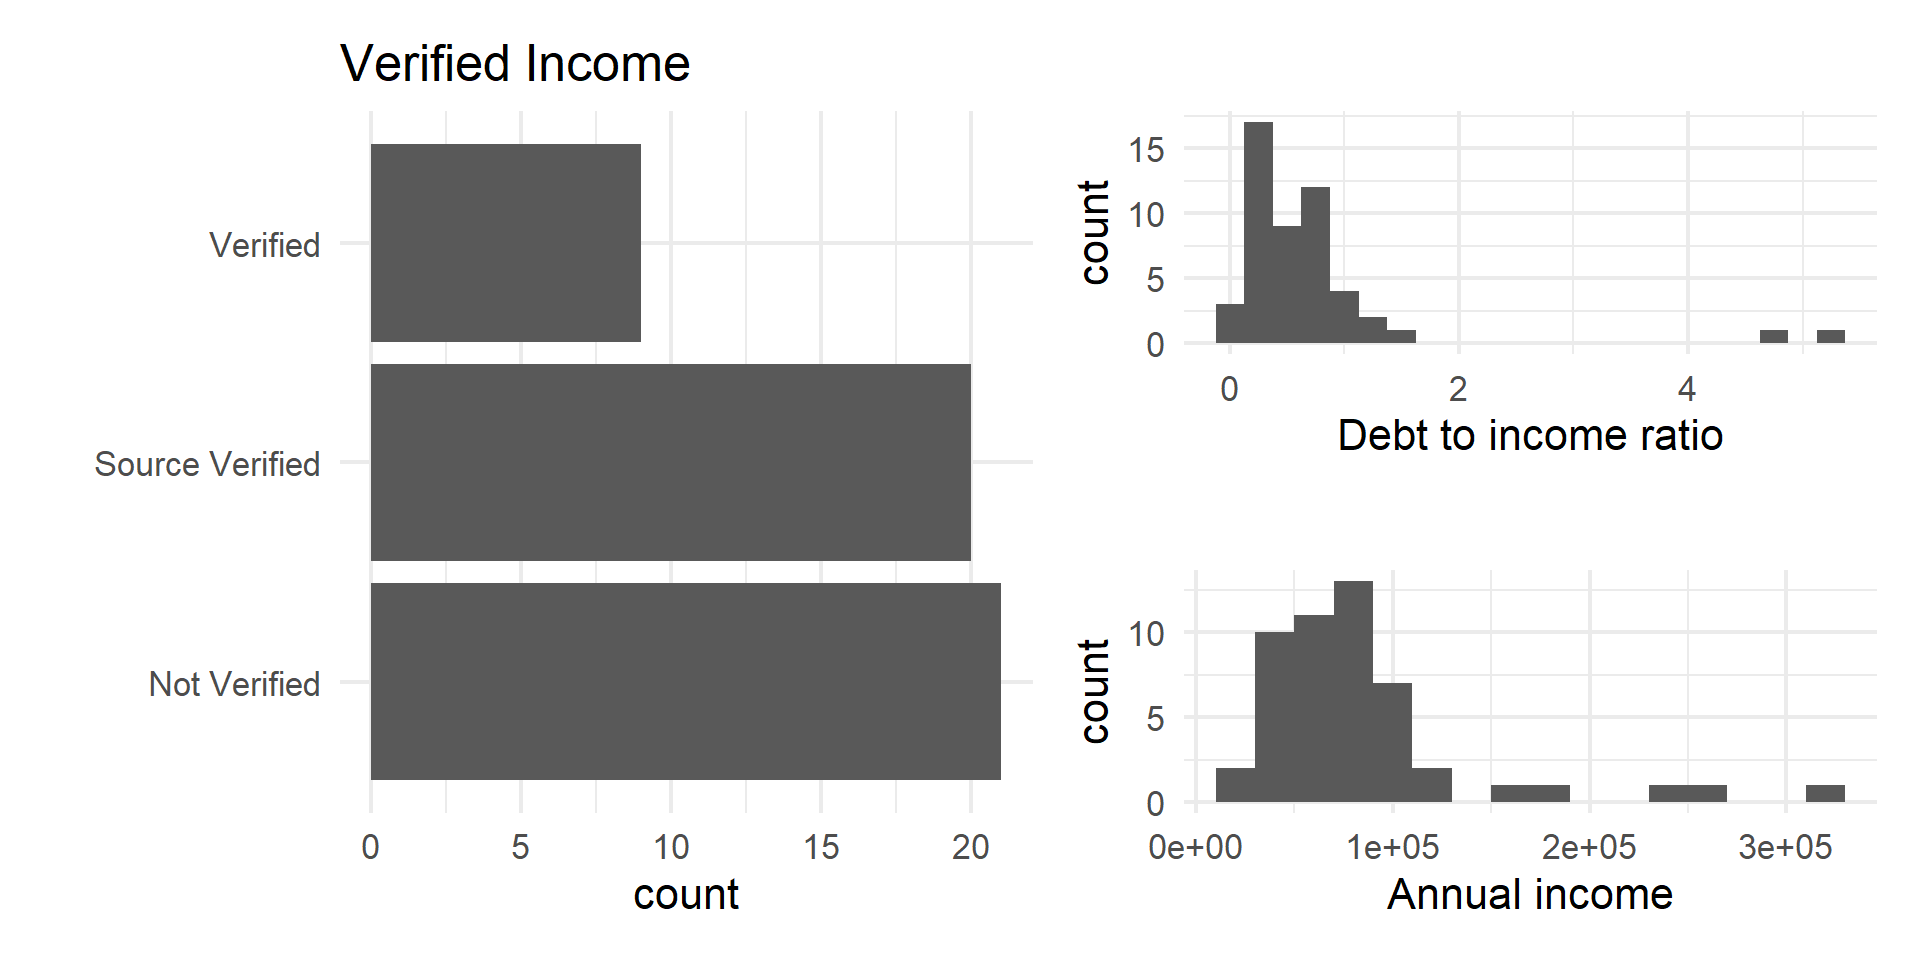 Verified Income
Verified
Source Verified
Not Verified
0 5 10 15 20
count
count
15
10
5
0
0 2 4
Debt to income ratio
count
10
5
0
0e+00 1e+05 2e+05 3e+05
Annual income